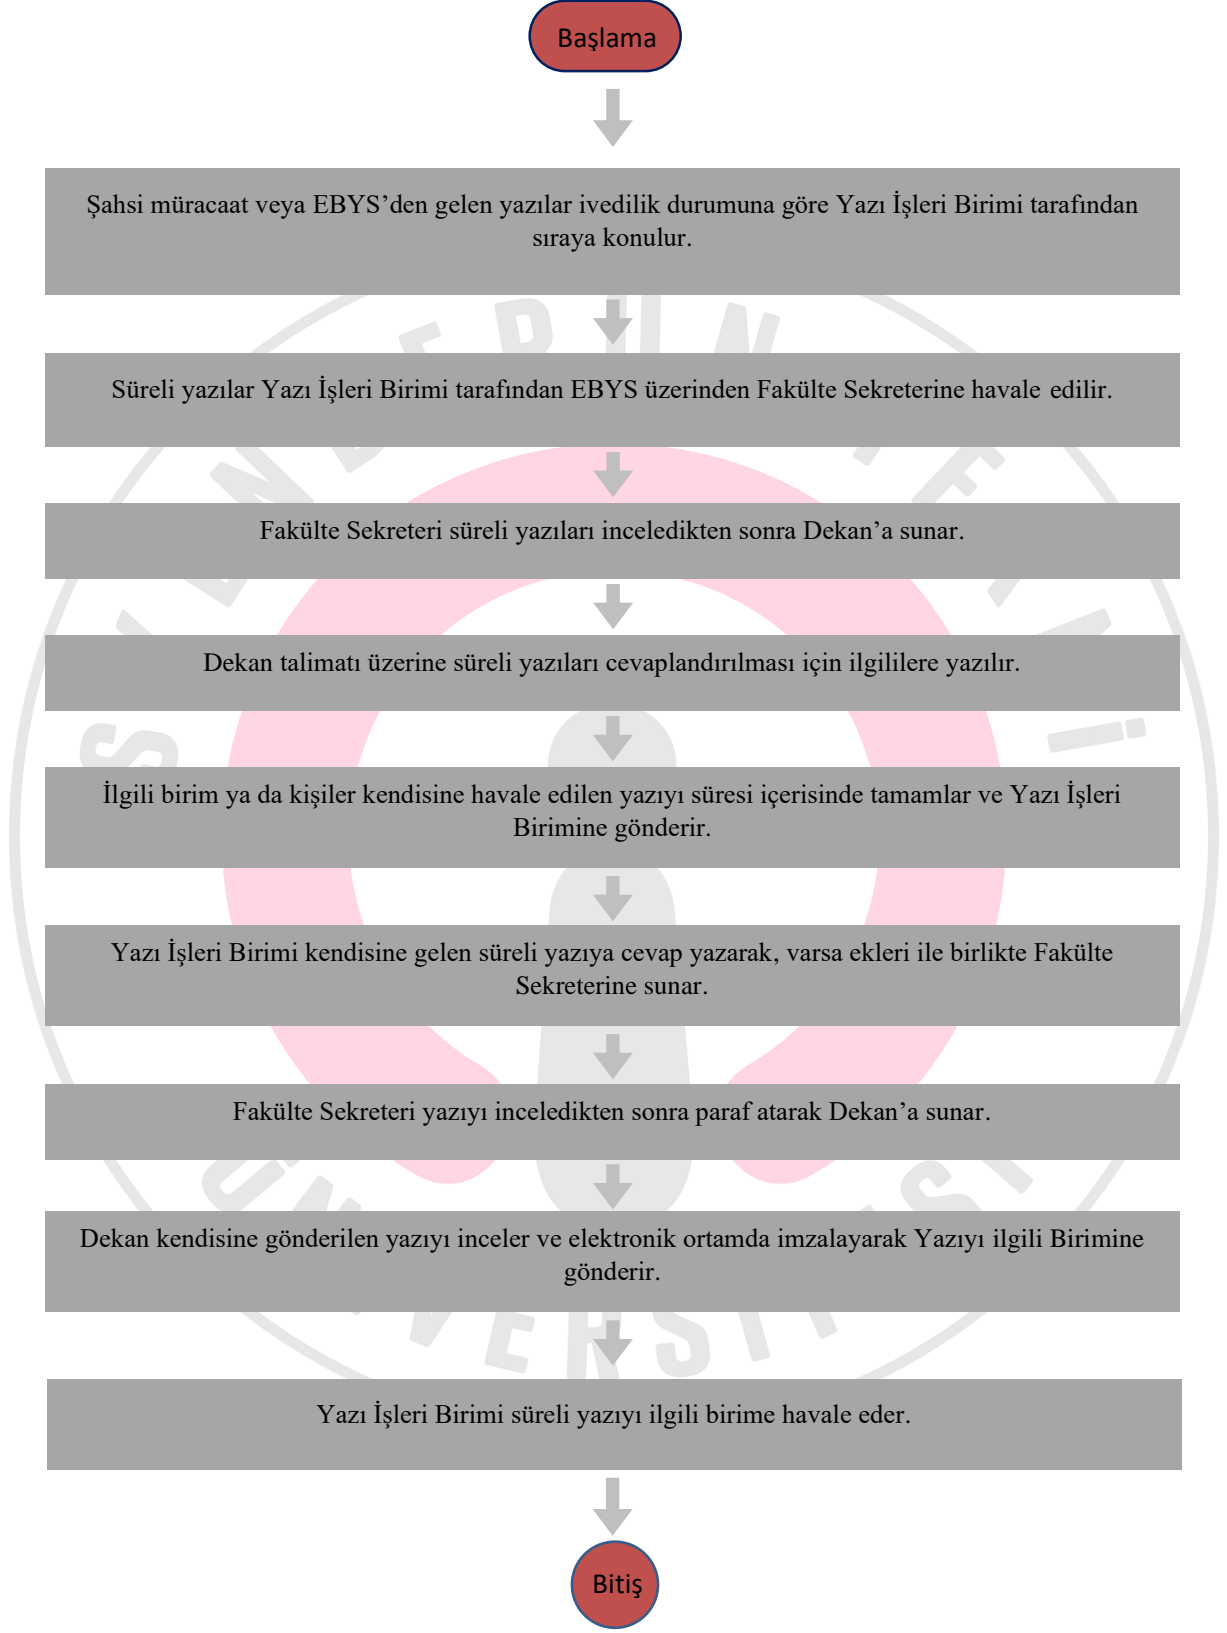 Başlama
Şahsi müracaat veya EBYS’den gelen yazılar ivedilik durumuna göre Yazı İşleri Birimi tarafından
sıraya konulur.
Süreli yazılar Yazı İşleri Birimi tarafından EBYS üzerinden Fakülte Sekreterine havale edilir.
Fakülte Sekreteri süreli yazıları inceledikten sonra Dekan’a sunar.
Dekan talimatı üzerine süreli yazıları cevaplandırılması için ilgililere yazılır.
İlgili birim ya da kişiler kendisine havale edilen yazıyı süresi içerisinde tamamlar ve Yazı İşleri
Birimine gönderir.
Yazı İşleri Birimi kendisine gelen süreli yazıya cevap yazarak, varsa ekleri ile birlikte Fakülte
Sekreterine sunar.
Fakülte Sekreteri yazıyı inceledikten sonra paraf atarak Dekan’a sunar.
Dekan kendisine gönderilen yazıyı inceler ve elektronik ortamda imzalayarak Yazıyı ilgili Birimine
gönderir.
Yazı İşleri Birimi süreli yazıyı ilgili birime havale eder.
Bitiş